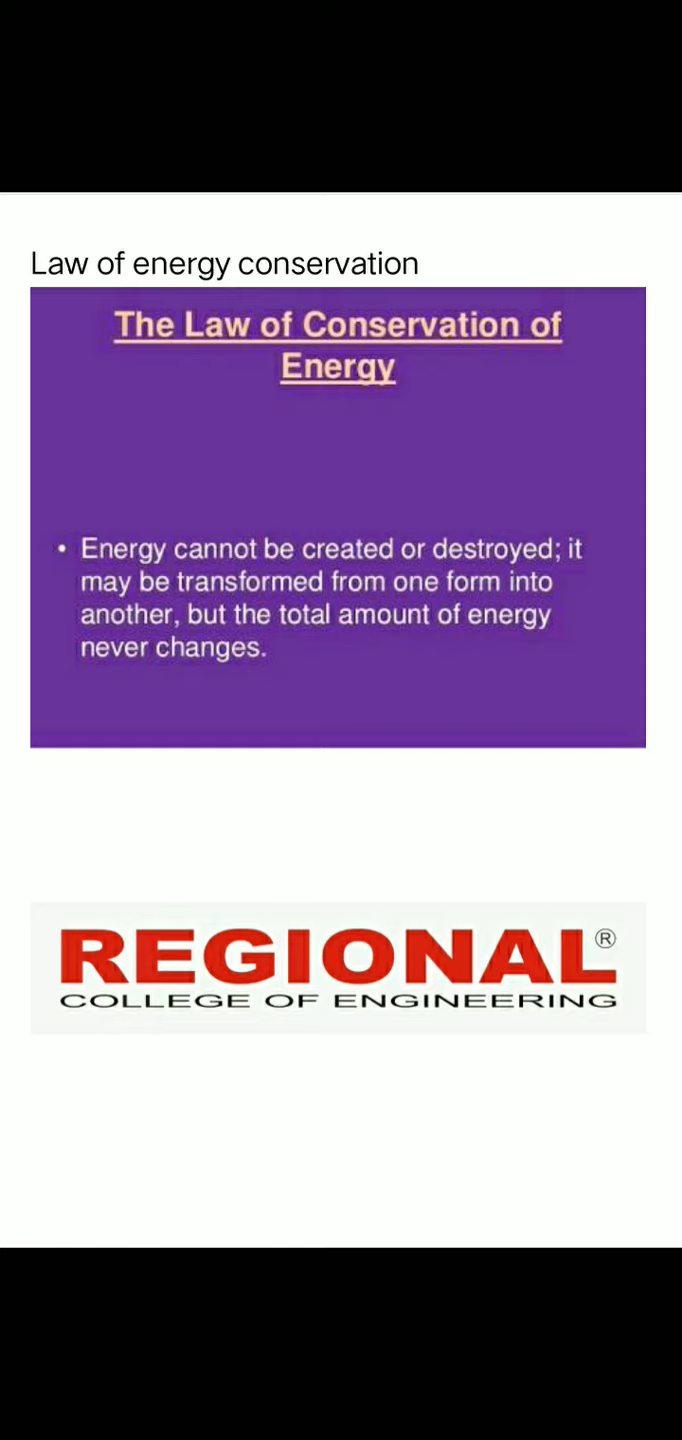 Law of energy conservation
The Law of Conservation of
Energy
• Energy cannot be created or destroyed; it
may be transformed from one form into
another, but the total amount of energy
never changes.
REGIONAL®
COLLEGE OF ENGINEERING